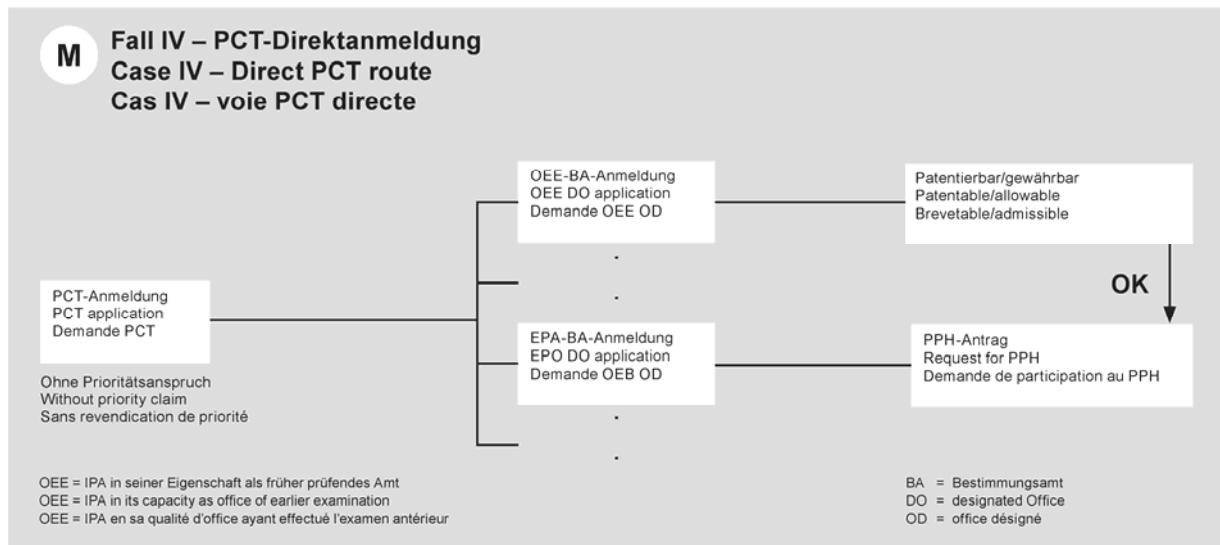 M
Fall IV – PCT-Direktanmeldung
Case IV – Direct PCT route
Cas IV – voie PCT directe
OEE-BA-Anmeldung
OEE DO application
Demande OEE OD
Patentierbar/gewährbar
Patentable/allowable
Brevetable/admissible
OK
PCT-Anmeldung
PCT application
Demande PCT
Ohne Prioritätsanspruch
Without priority claim
Sans revendication de priorité
EPA-BA-Anmeldung
EPO DO application
Demande OEB OD
PPH-Antrag
Request for PPH
Demande de participation au PPH
OEE = IPA in seiner Eigenschaft als früher prüfendes Amt
OEE = IPA in its capacity as office of earlier examination
OEE = IPA en sa qualité d'office ayant effectué l'examen antérieur
BA = Bestimmungsamt
DO = designated Office
OD = office désigné